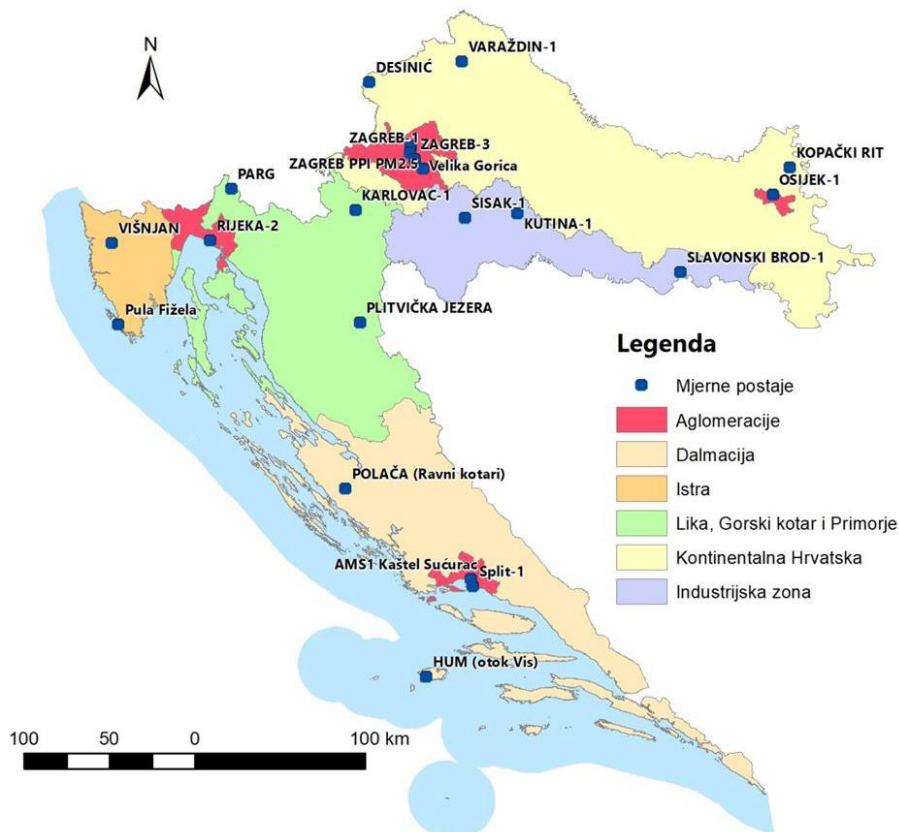 N
VARAŽDIN-1
DESINIĆ
ZAGREB-1
ZAGREB-3
ZAGREB PPI PM2.5
Velika Gorica
KOPAČKI RIT
OSIJEK-1
PARG
KARLOVAC-1
SISAK-1
KUTINA-1
VIŠNJAN
RIJEKA-2
SLAVONSKI BROD-1
Pula Fižela
PLITVIČKA JEZERA
Legenda
Mjerne postaje
Aglomeracije
Dalmacija
Istra
Lika, Gorski kotar i Primorje
Kontinentalna Hrvatska
Industrijska zona
POLAČA (Ravni kotari)
AMS1 Kaštel Sućurac
Split-1
HUM (otok Vis)
100 50 0 100 km